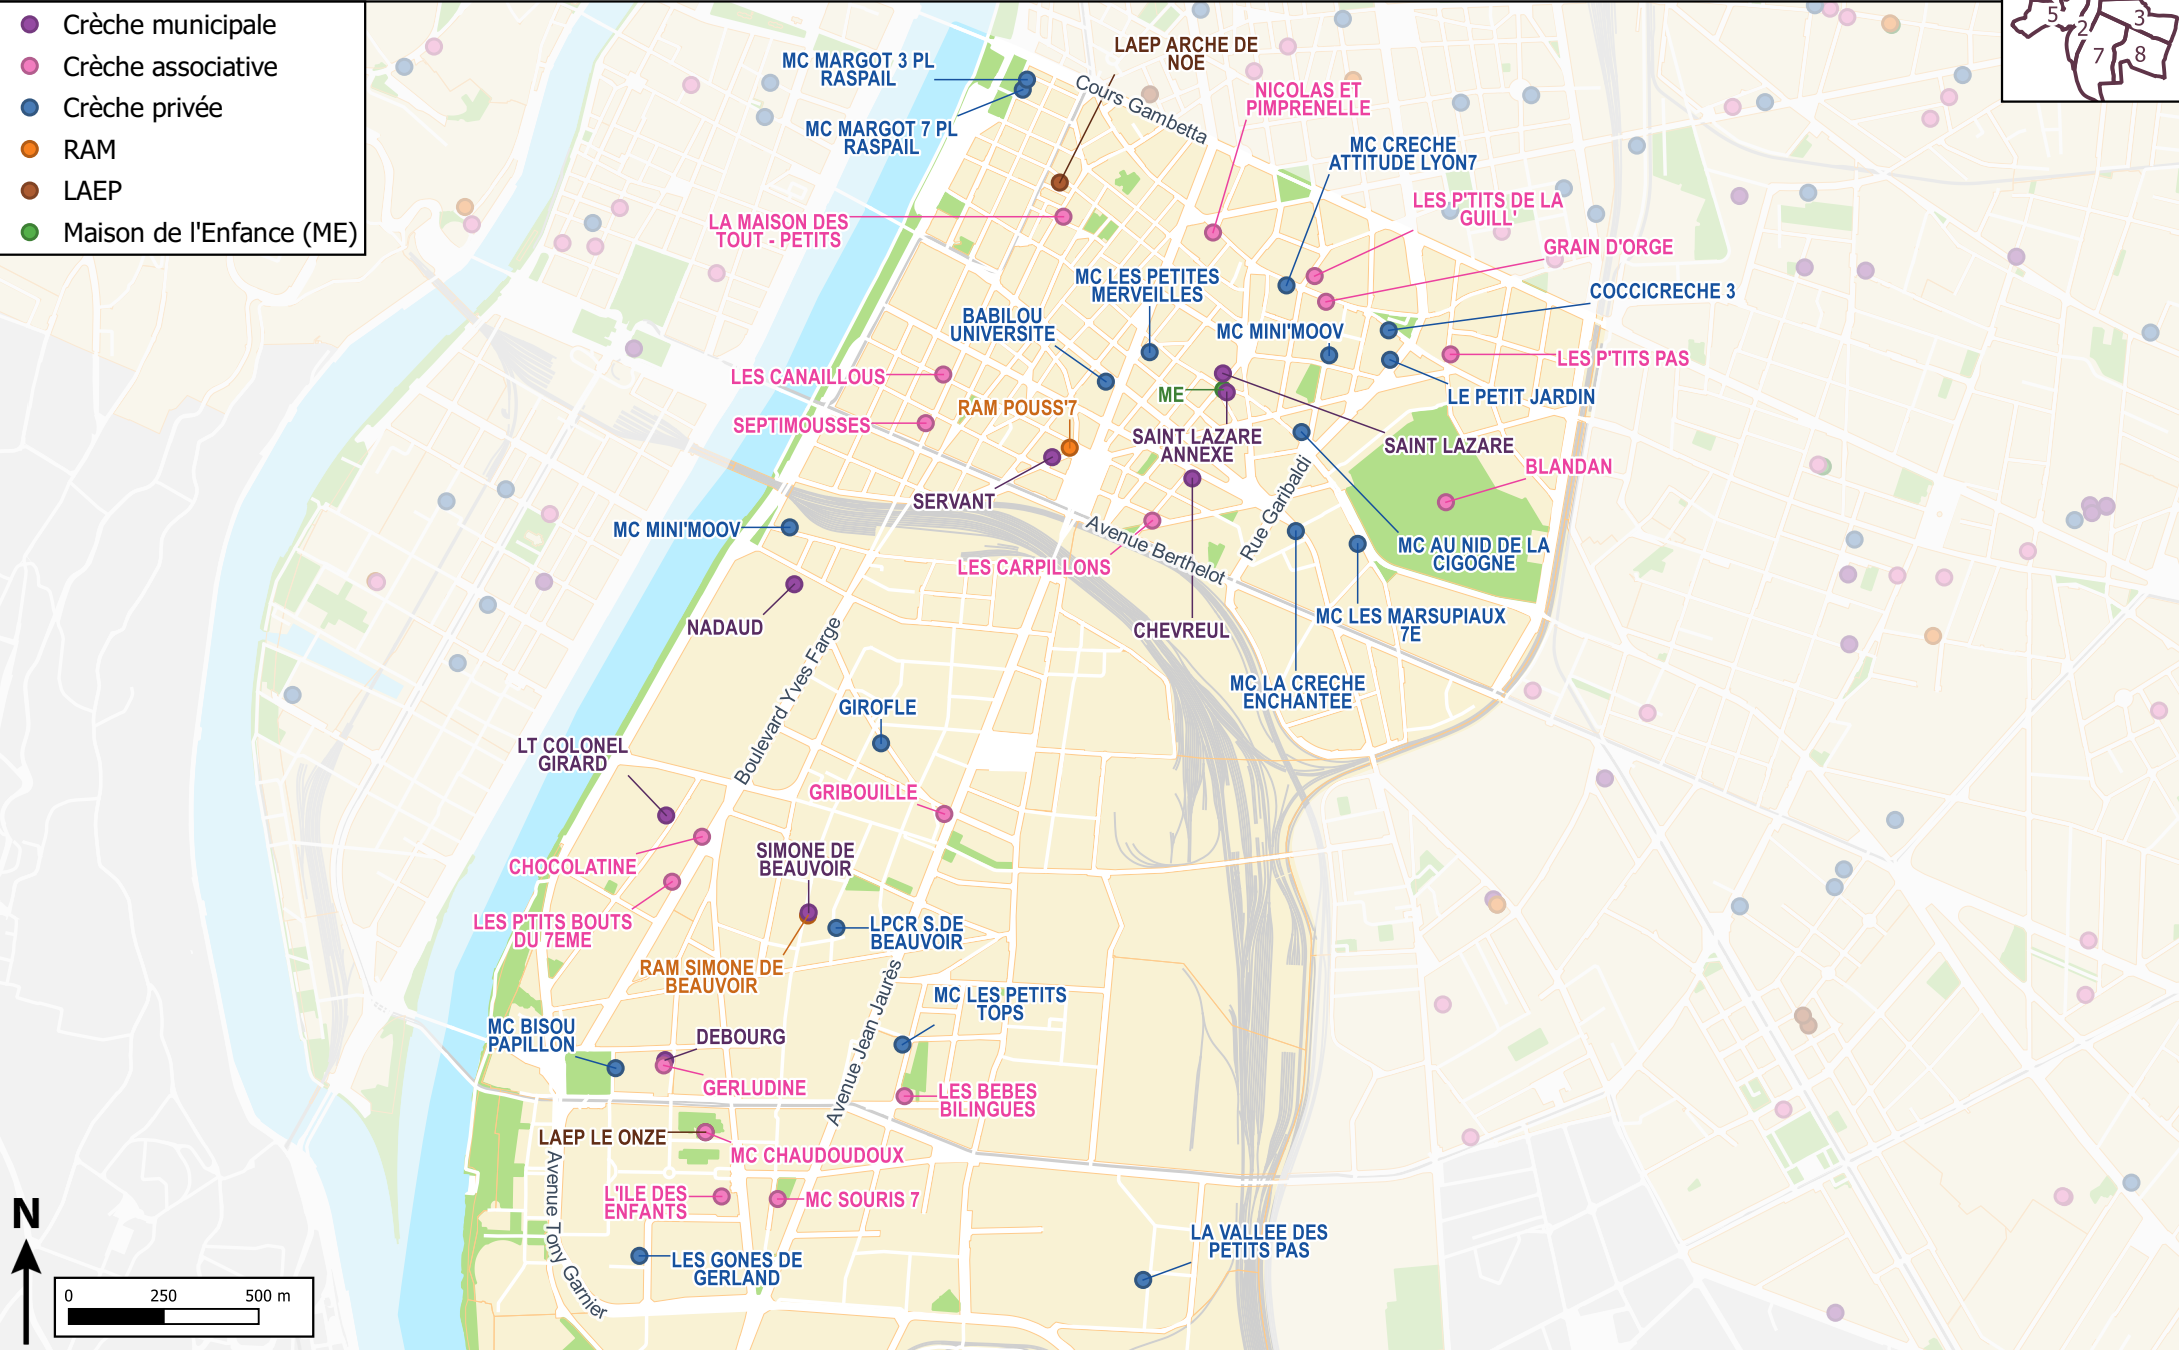 Crèche municipale
Crèche associative
Crèche privée
RAM
LAEP
Maison de l'Enfance (ME)
5
2
3
7
8
LAEP ARCHE DE
NOE
MC MARGOT 3 PL
RASPAIL
Cours Gambetta
NICOLAS ET
PIMPRENELLE
MC MARGOT 7 PL
RASPAIL
MC CRECHE
ATTITUDE LYON7
LES P'TITS DE LA
GUILL'
LA MAISON DES
TOUT - PETITS
GRAIN D'ORGE
MC LES PETITES
MERVEILLES
COCCICRECHE 3
BABILOU
UNIVERSITE
MC MINI'MOOV
LES P'TITS PAS
LES CANAILLOUS
ME
LE PETIT JARDIN
RAM POUSS'7
SEPTIMOUSSES
SAINT LAZARE
ANNEXE
SAINT LAZARE
BLANDAN
SERVANT
Rue Garibaldi
MC MINI'MOOV
Avenue Berthelot
MC AU NID DE LA
CIGOGNE
LES CARPILLONS
NADAUD
CHEVREUL
MC LES MARSUPIAUX
7E
Boulevard Yves Farge
MC LA CRECHE
ENCHANTEE
GIROFLE
LT COLONEL
GIRARD
GRIBOUILLE
SIMONE DE
BEAUVOIR
CHOCOLATINE
LES P'TITS BOUTS
DU 7EME
LPCR S.DE
BEAUVOIR
RAM SIMONE DE
BEAUVOIR
Avenue Jean Jaurès
MC LES PETITS
TOPS
MC BISOU
PAPILLON
DEBOURG
GERLUDINE
LES BEBES
BILINGUES
LAEP LE ONZE
MC CHAUDOUDOUX
L'ILE DES
ENFANTS
MC SOURIS 7
Avenue Tony Garnier
LA VALLEE DES
PETITS PAS
LES GONES DE
GERLAND
N
0 250 500 m